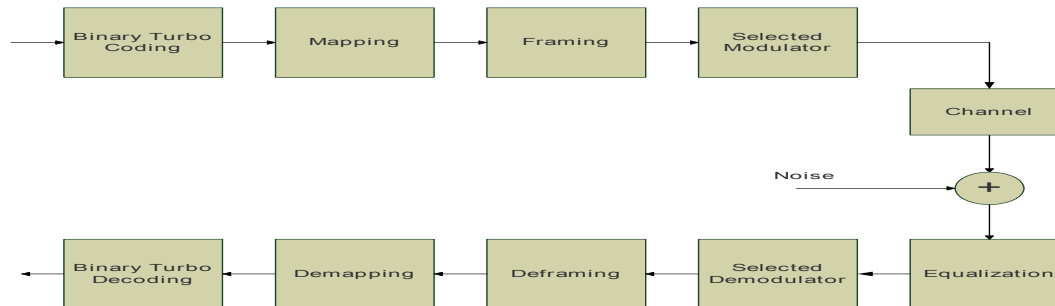 Binary Turbo
Coding
Mapping
Framing
Selected
Modulator
Channel
Noise
+
Binary Turbo
Decoding
Demapping
Deframing
Selected
Demodulator
Equalization